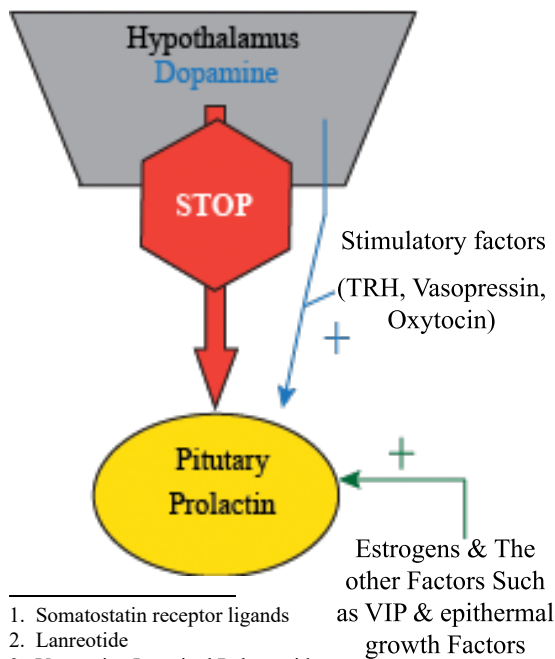 Hypothalamus
Dopamine
STOP
Stimulatory factors
(TRH, Vasopressin,
Oxytocin)
+
+
Pitutary
Prolactin
Estrogens & The
other Factors Such
as VIP & epithermal
growth Factors
1. Somatostatin receptor ligands
2. Lanreotide